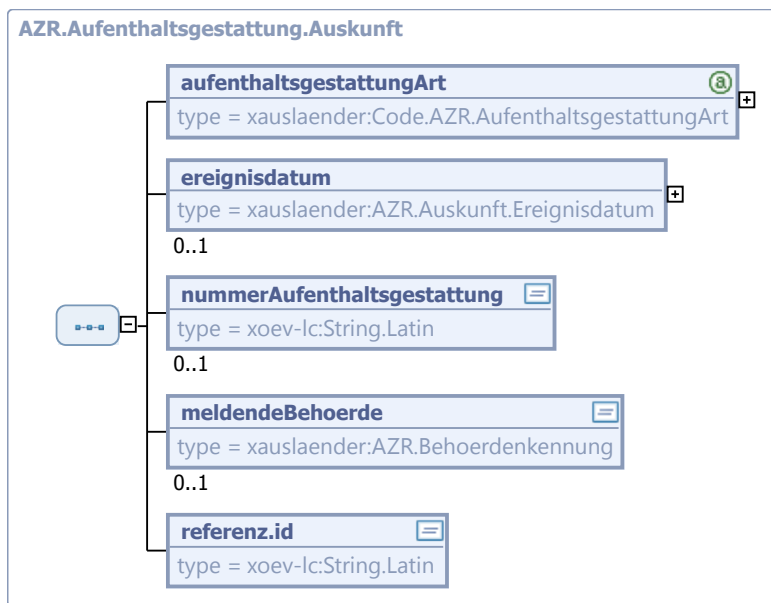 AZR.Aufenthaltsgestattung.Auskunft
aufenthaltsgestattungArt
type = xauslaender:Code.AZR.AufenthaltsgestattungArt
ereignisdatum
type = xauslaender:AZR.Auskunft.Ereignisdatum
0..1
nummerAufenthaltsgestattung
type = xoev-lc:String.Latin
0..1
meldendeBehoerde
type = xauslaender:AZR.Behoerdenkennung
0..1
referenz.id
type = xoev-lc:String.Latin